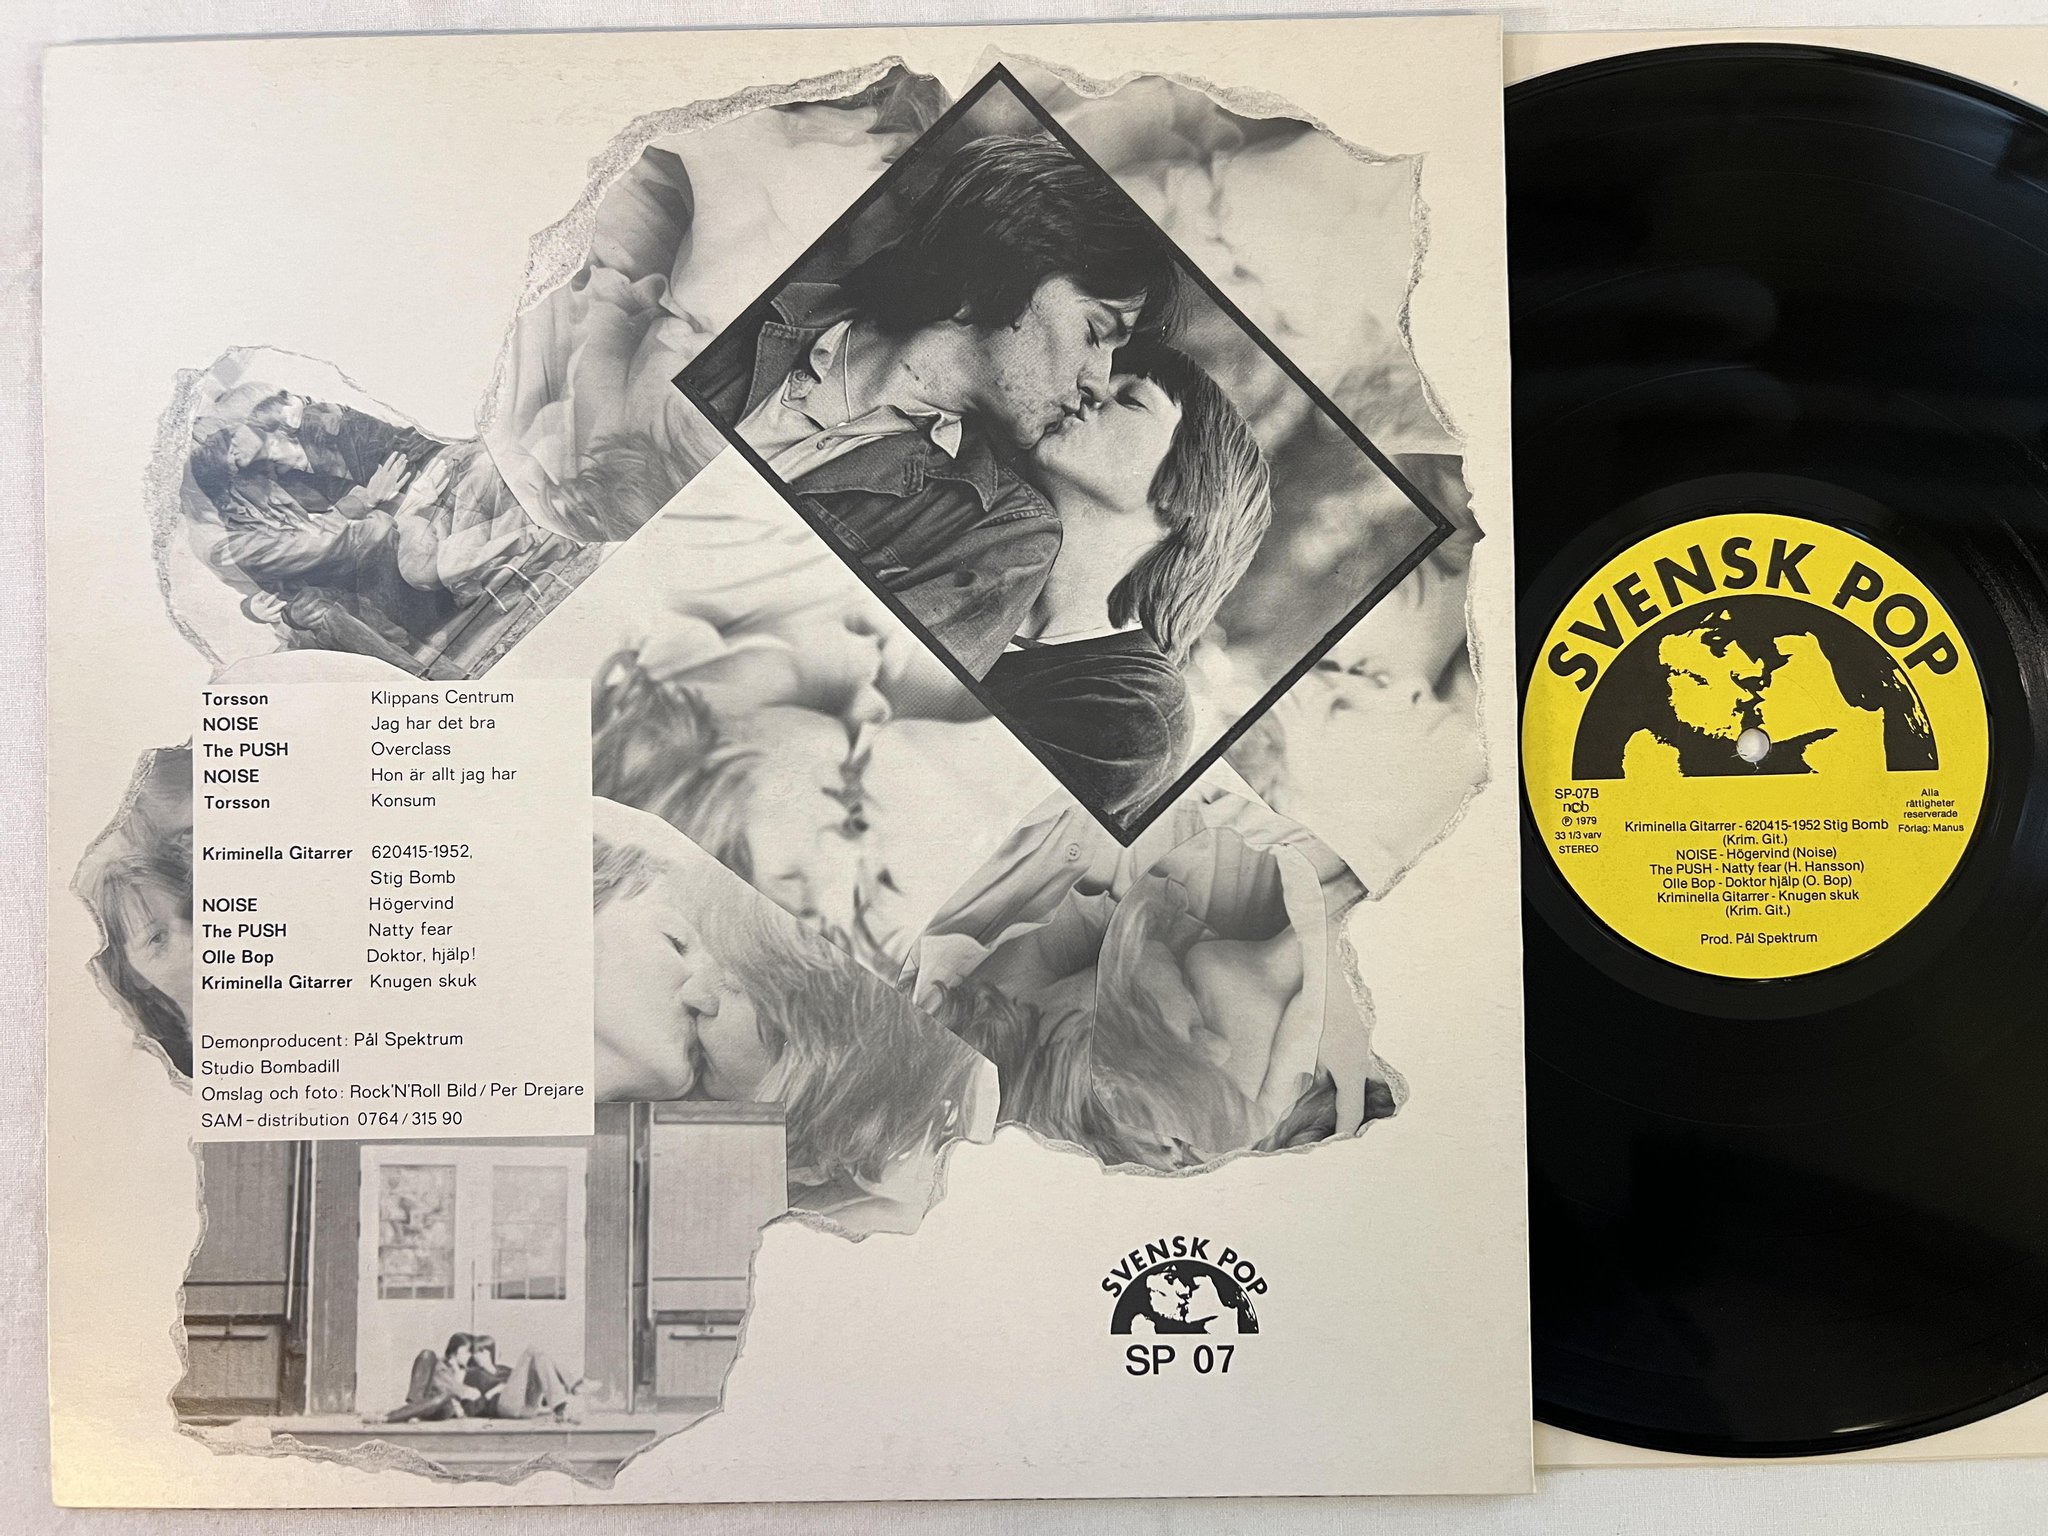 Torsson Klippans Centrum
NOISE Jag har det bra
The PUSH Overclass
NOISE Hon är allt jag har
Torsson Konsum
Kriminella Gitarrer 620415-1952,
Stig Bomb
NOISE Högervind
The PUSH Natty fear
Olle Bop Doktor, hjälp!
Kriminella Gitarrer Knugen skuk
Demonproducent: Pål Spektrum
Studio Bombadill
Omslag och foto: Rock'N'Roll Bild/Per Drejare
SAM-distribution 0764/315 90
SVENSK POP
SP 07
SVENSK POP
SP-07B
ncb
℗ 1979
33 1/3 varv
STEREO
Alla
rättigheter
reserverade
Förlag: Manus
Kriminella Gitarrer - 620415-1952 Stig Bomb
(Krim. Git.)
NOISE - Högervind (Noise)
The PUSH - Natty fear (H. Hansson)
Olle Bop - Doktor hjälp (O. Bop)
Kriminella Gitarrer - Knugen skuk
(Krim. Git.)
Prod. Pål Spektrum